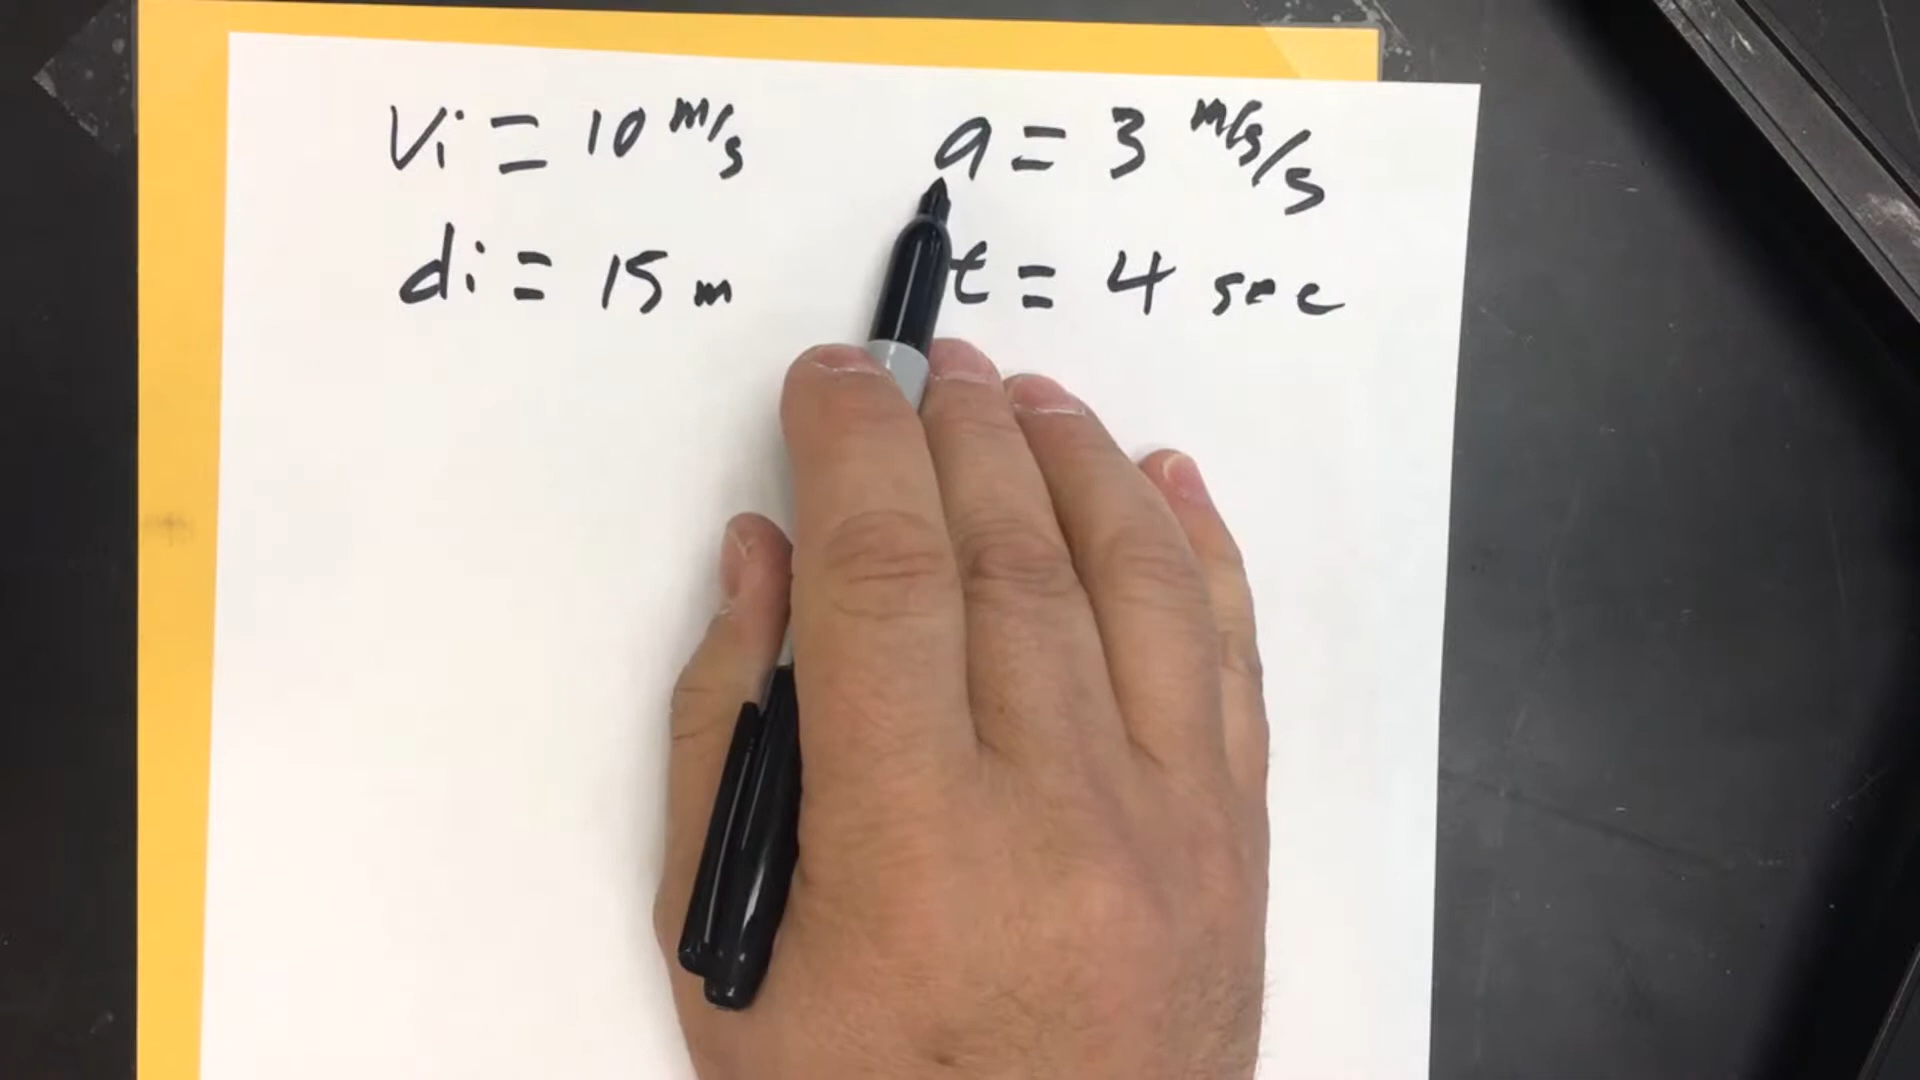 Vi = 10 m/s a = 3 m/s/s
di = 15 m t = 4 sec